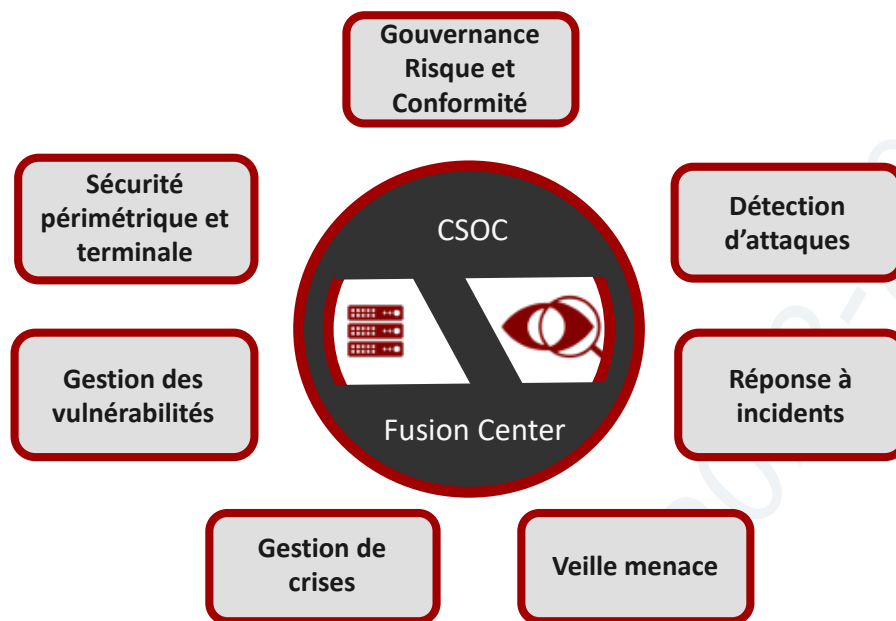 Gouvernance
Risque et
Conformité
Sécurité
périmétrique et
terminale
CSOC
Détection
d’attaques
Gestion des
vulnérabilités
Réponse à
incidents
Fusion Center
Gestion de
crises
Veille menace